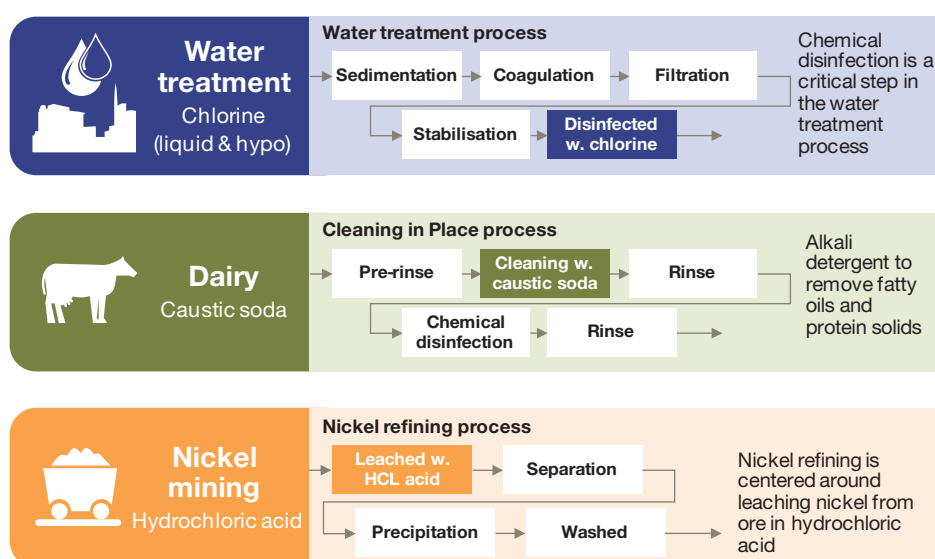 Water
treatment
Chlorine
(liquid & hypo)
Water treatment process
Sedimentation
Coagulation
Filtration
Stabilisation
Disinfected
w. chlorine
Chemical
disinfection is a
critical step in
the water
treatment
process
Dairy
Caustic soda
Cleaning in Place process
Pre-rinse
Cleaning w.
caustic soda
Rinse
Chemical
disinfection
Rinse
Alkali
detergent to
remove fatty
oils and
protein solids
Nickel
mining
Hydrochloric acid
Nickel refining process
Leached w.
HCL acid
Separation
Precipitation
Washed
Nickel refining is
centered around
leaching nickel from
ore in hydrochloric
acid